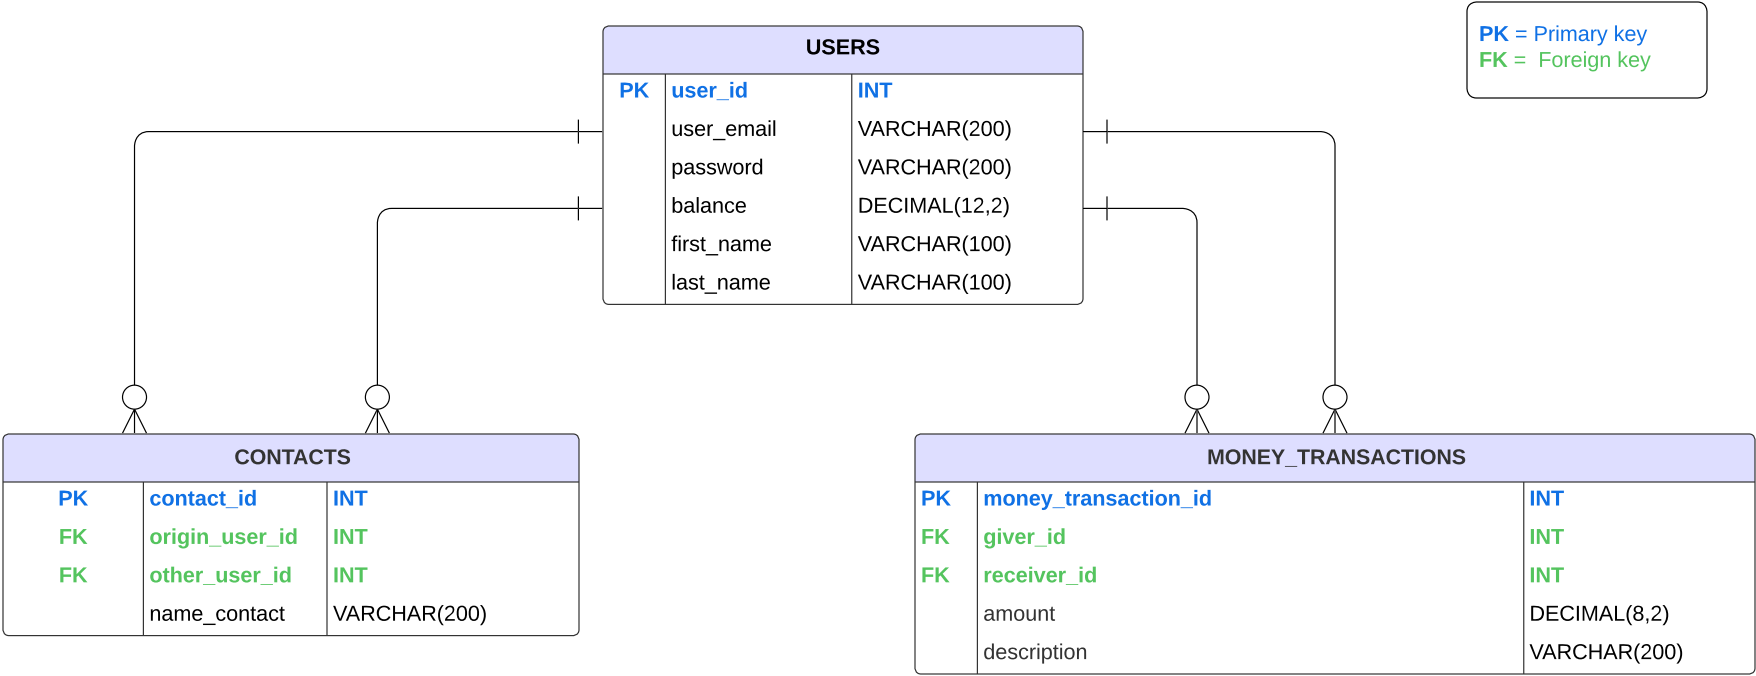 USERS
PK user_id INT
user_email VARCHAR(200)
password VARCHAR(200)
balance DECIMAL(12,2)
first_name VARCHAR(100)
last_name VARCHAR(100)
PK = Primary key
FK = Foreign key
CONTACTS
PK contact_id INT
FK origin_user_id INT
FK other_user_id INT
name_contact VARCHAR(200)
MONEY_TRANSACTIONS
PK money_transaction_id INT
FK giver_id INT
FK receiver_id INT
amount DECIMAL(8,2)
description VARCHAR(200)